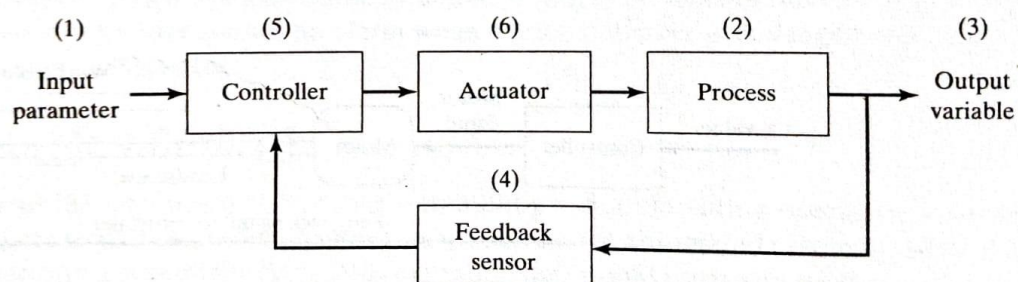 (1)
(5)
(6)
(2)
(3)
Input
parameter
Controller
Actuator
Process
Output
variable
(4)
Feedback
sensor